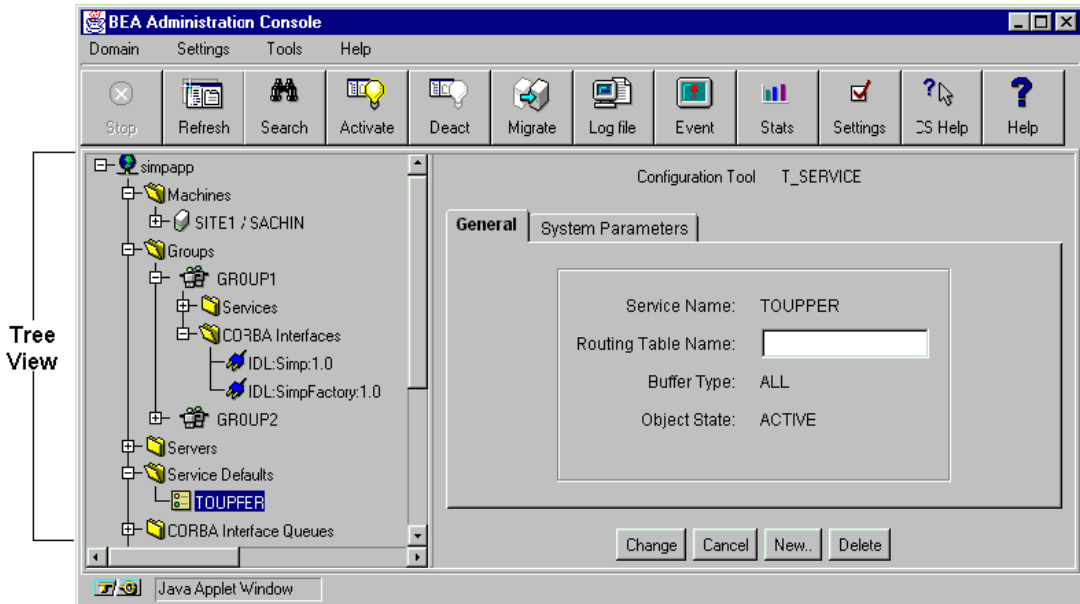 BEA Administration Console
Domain Settings Tools Help
Stop Refresh Search Activate Deact Migrate Log file Event Stats Settings CS Help Help
simpapp
Machines
SITE1 / SACHIN
Groups
GROUP1
Services
CORBA Interfaces
IDL:Simp:1.0
IDL:SimpFactory:1.0
GROUP2
Servers
Service Defaults
TOUPPER
CORBA Interface Queues
Tree
View
Configuration Tool T_SERVICE
General System Parameters
Service Name: TOUPPER
Routing Table Name:
Buffer Type: ALL
Object State: ACTIVE
Change Cancel New.. Delete
Java Applet Window